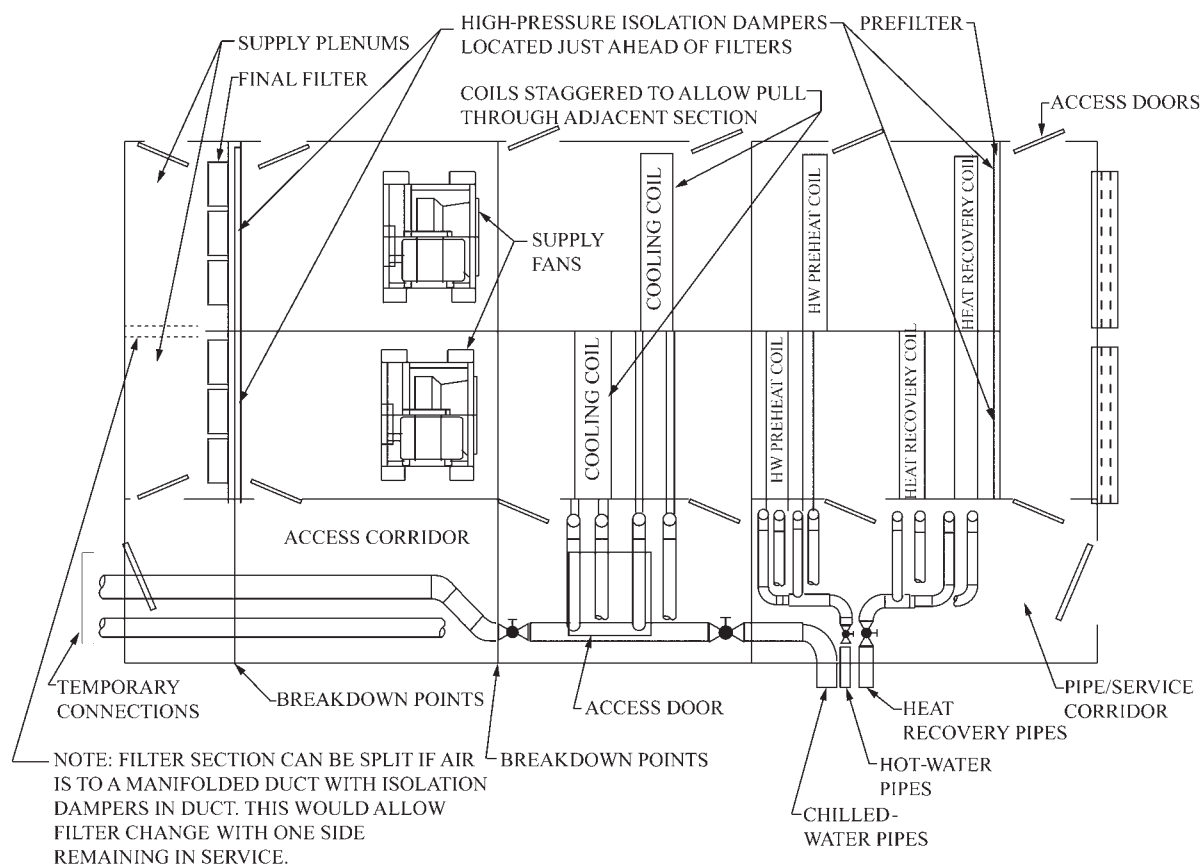 HIGH-PRESSURE ISOLATION DAMPERS
LOCATED JUST AHEAD OF FILTERS
PREFILTER
SUPPLY PLENUMS
FINAL FILTER
COILS STAGGERED TO ALLOW PULL
THROUGH ADJACENT SECTION
ACCESS DOORS
COOLING COIL
HW PREHEAT COIL
HEAT RECOVERY COIL
SUPPLY
FANS
COOLING COIL
HW PREHEAT COIL
HEAT RECOVERY COIL
ACCESS CORRIDOR
TEMPORARY
CONNECTIONS
BREAKDOWN POINTS
ACCESS DOOR
HEAT
RECOVERY PIPES
PIPE/SERVICE
CORRIDOR
NOTE: FILTER SECTION CAN BE SPLIT IF AIR
IS TO A MANIFOLDED DUCT WITH ISOLATION
DAMPERS IN DUCT. THIS WOULD ALLOW
FILTER CHANGE WITH ONE SIDE
REMAINING IN SERVICE.
BREAKDOWN POINTS
HOT-WATER
PIPES
CHILLED-
WATER PIPES